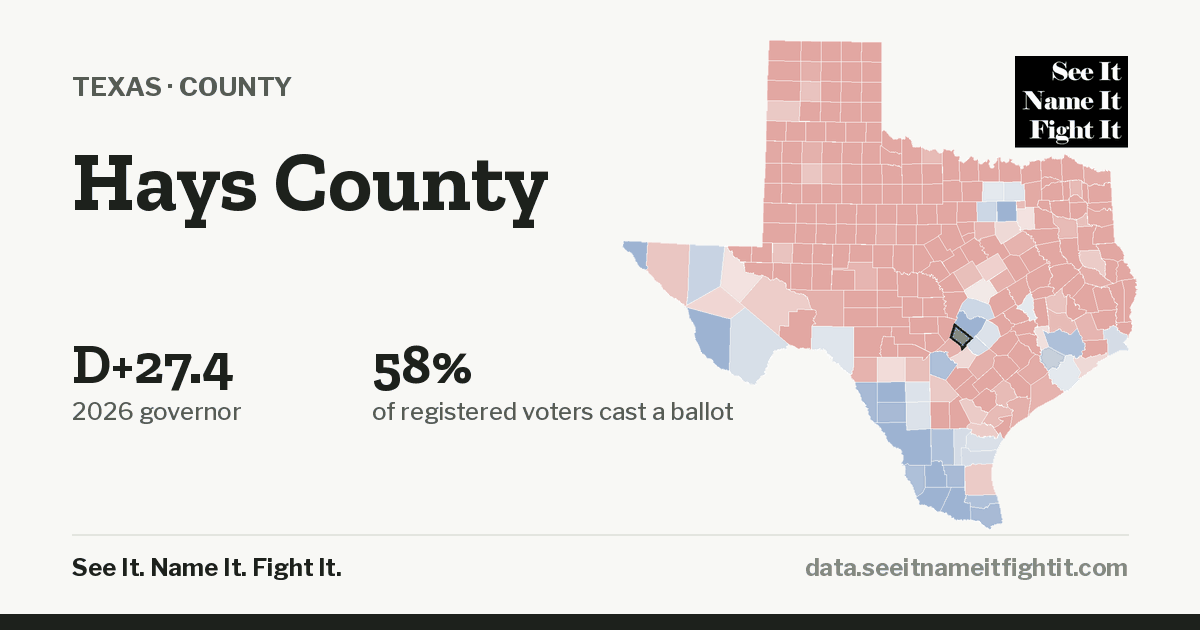 TEXAS · COUNTY
See It
Name It
Fight It
Hays County
D+27.4
2026 governor
58%
of registered voters cast a ballot
See It. Name It. Fight It.
data.seeitnameitfightit.com